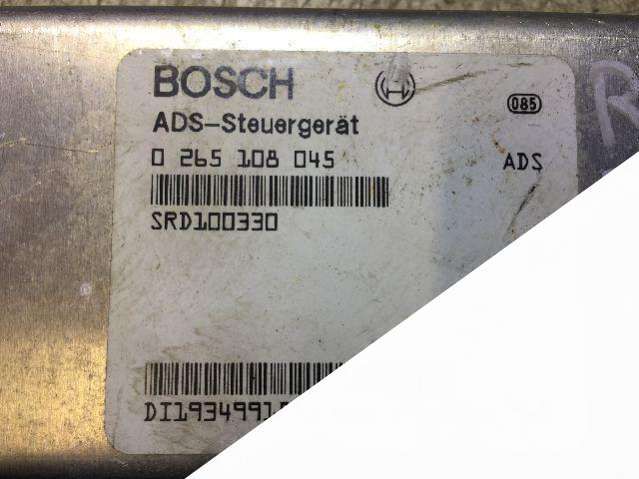 BOSCH
085
ADS-Steuergerät
0 265 108 045 ADS
SRD100330